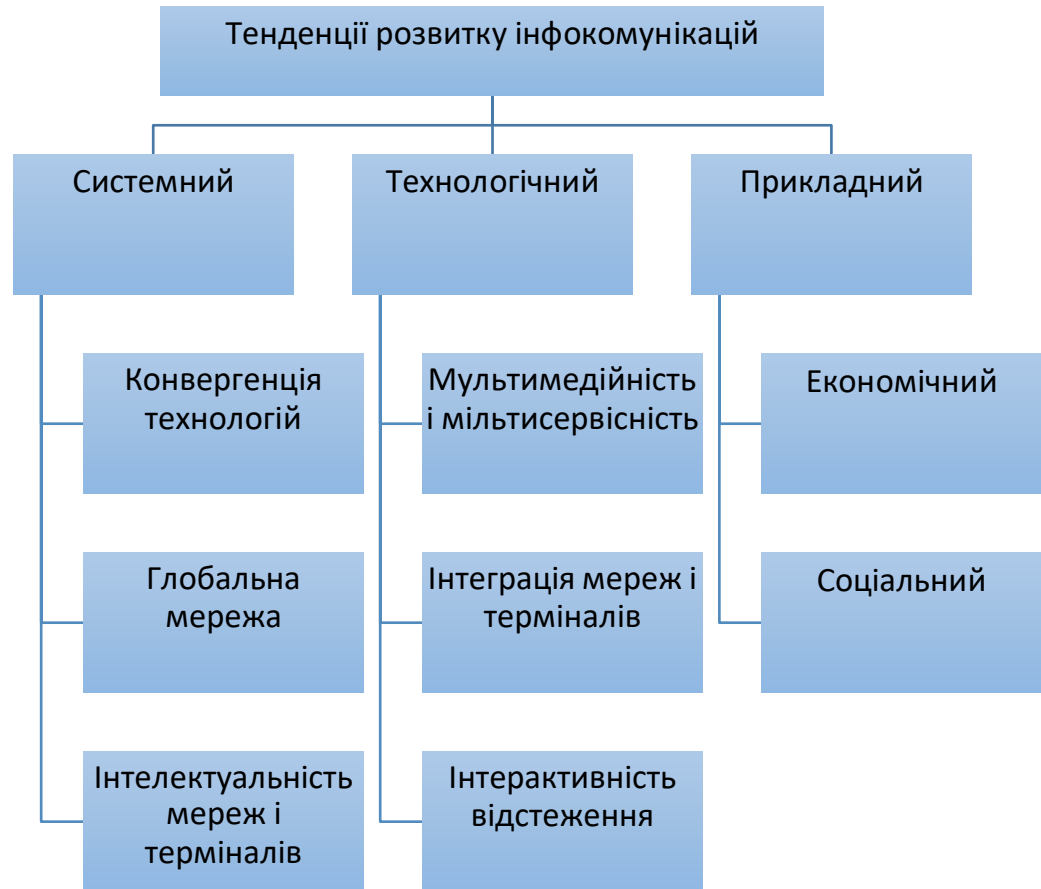 Тенденції розвитку інфокомунікацій
Системний
Технологічний
Прикладний
Конвергенція
технологій
Мультимедійність
і мільтисервісність
Економічний
Глобальна
мережа
Інтеграція мереж і
терміналів
Соціальний
Інтелектуальність
мереж і
терміналів
Інтерактивність
відстеження